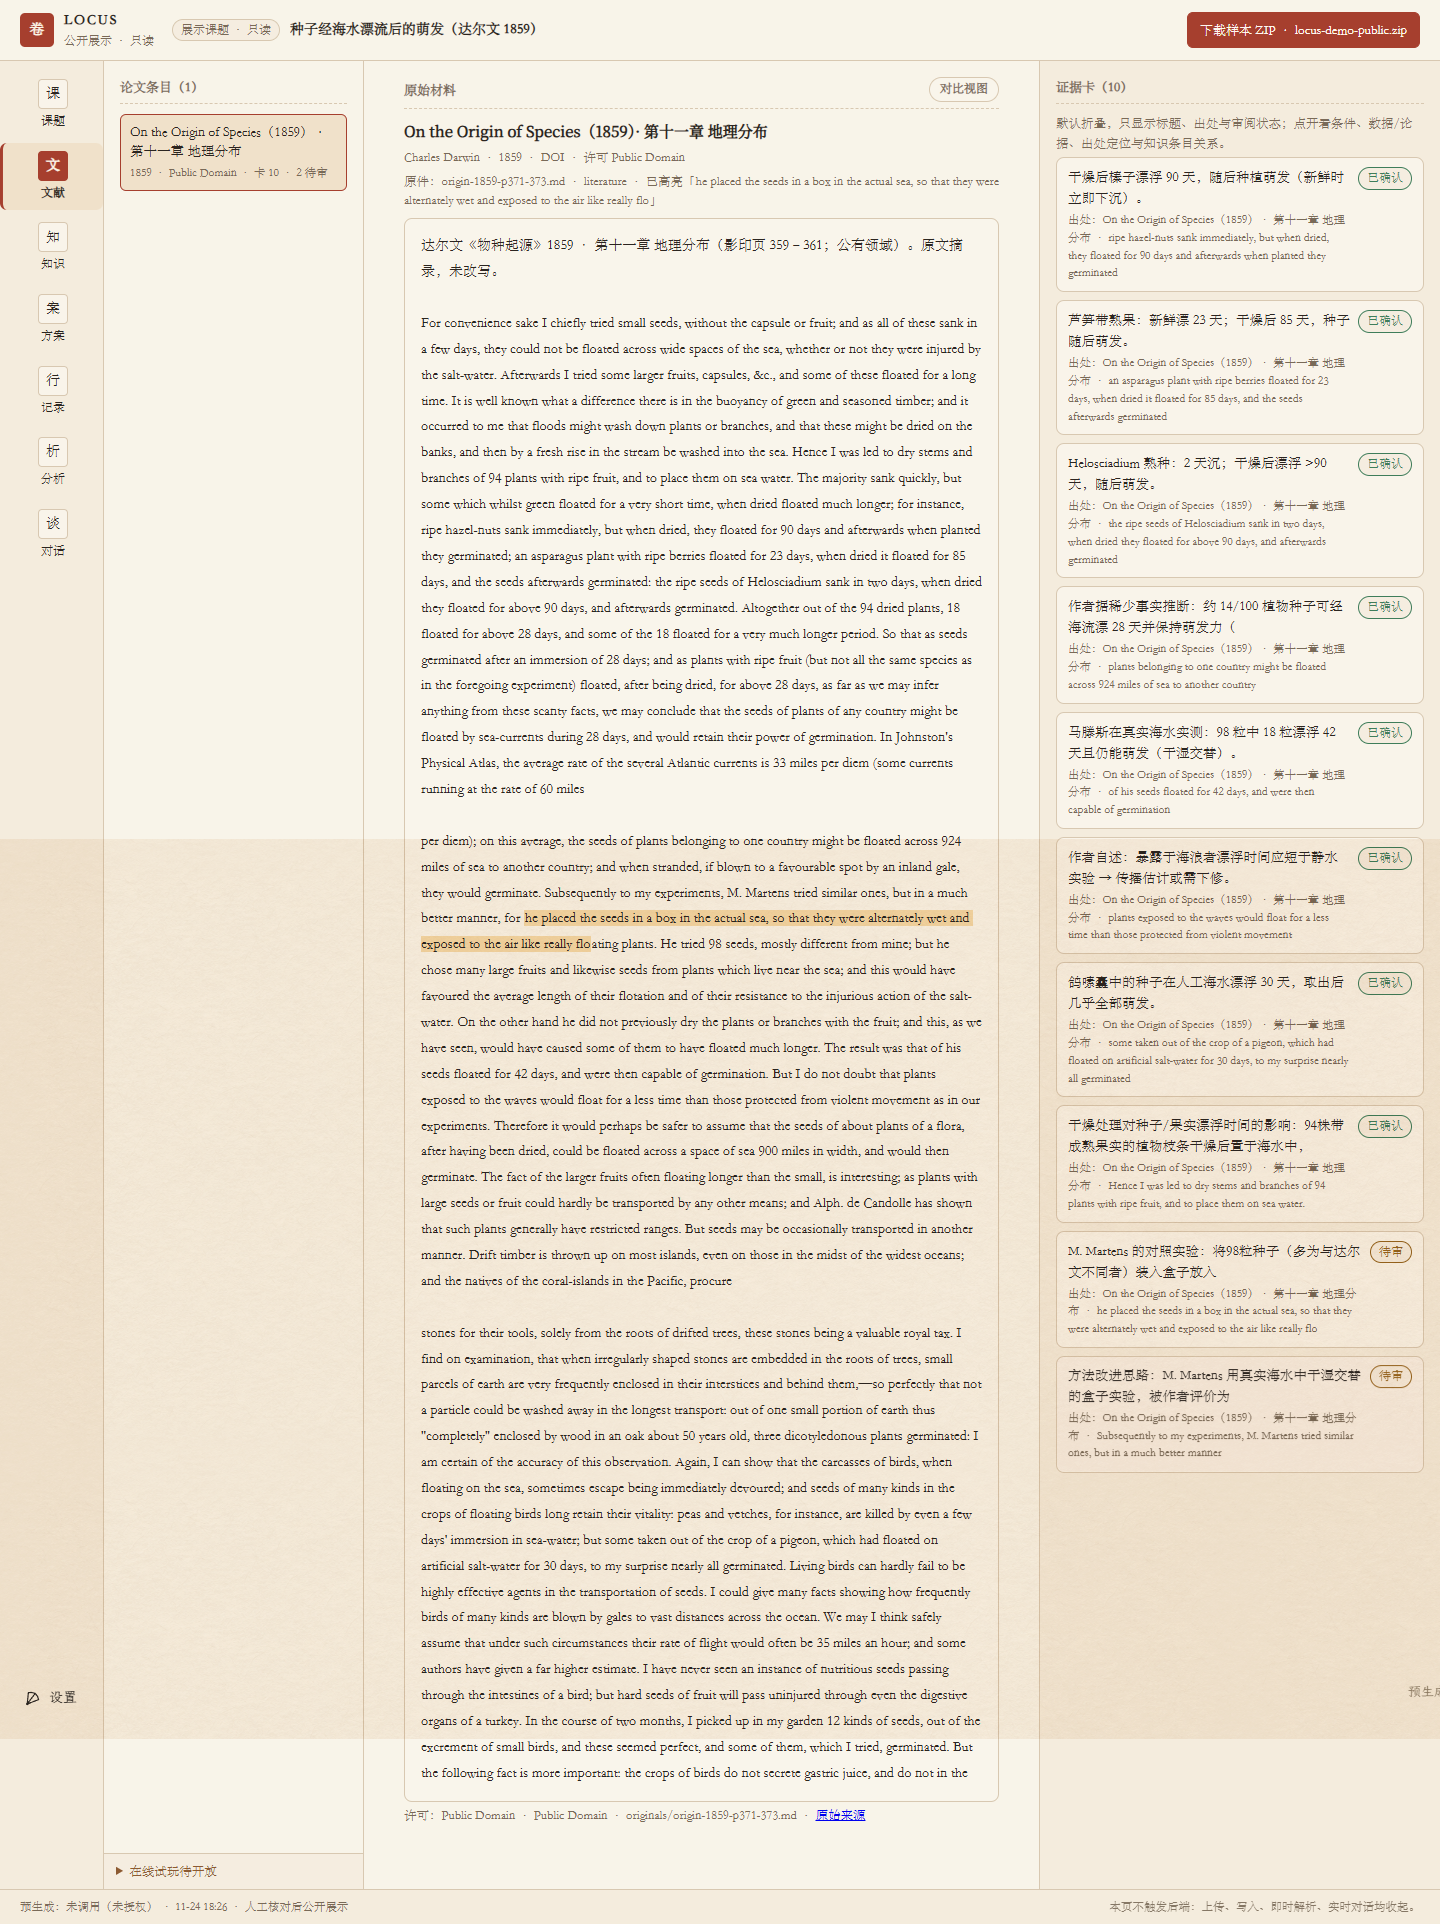 卷
LOCUS
公开展示 · 只读
展示课题 · 只读
种子经海水漂流后的萌发（达尔文 1859）
下载样本 ZIP · locus-demo-public.zip
课
课题
文
文献
知
知识
案
方案
行
记录
析
分析
谈
对话
设置
论文条目（1）
On the Origin of Species（1859） ·
第十一章 地理分布
1859 · Public Domain · 卡 10 · 2 待审
在线试玩待开放
原始材料
对比视图
On the Origin of Species（1859）· 第十一章 地理分布
Charles Darwin · 1859 · DOI · 许可 Public Domain
原件：origin-1859-p371-373.md · literature · 已高亮「he placed the seeds in a box in the actual sea, so that they were
alternately wet and exposed to the air like really flo」
达尔文《物种起源》1859 · 第十一章 地理分布（影印页 359–361；公有领域）。原文摘
录，未改写。
For convenience sake I chiefly tried small seeds, without the capsule or fruit; and as all of these sank in
a few days, they could not be floated across wide spaces of the sea, whether or not they were injured by
the salt-water. Afterwards I tried some larger fruits, capsules, &c., and some of these floated for a long
time. It is well known what a difference there is in the buoyancy of green and seasoned timber; and it
occurred to me that floods might wash down plants or branches, and that these might be dried on the
banks, and then by a fresh rise in the stream be washed into the sea. Hence I was led to dry stems and
branches of 94 plants with ripe fruit, and to place them on sea water. The majority sank quickly, but
some which whilst green floated for a very short time, when dried floated much longer; for instance,
ripe hazel-nuts sank immediately, but when dried, they floated for 90 days and afterwards when planted
they germinated; an asparagus plant with ripe berries floated for 23 days, when dried it floated for 85
days, and the seeds afterwards germinated: the ripe seeds of Helosciadium sank in two days, when dried
they floated for above 90 days, and afterwards germinated. Altogether out of the 94 dried plants, 18
floated for above 28 days, and some of the 18 floated for a very much longer period. So that as seeds
germinated after an immersion of 28 days; and as plants with ripe fruit (but not all the same species as
in the foregoing experiment) floated, after being dried, for above 28 days, as far as we may infer
anything from these scanty facts, we may conclude that the seeds of plants of any country might be
floated by sea-currents during 28 days, and would retain their power of germination. In Johnston's
Physical Atlas, the average rate of the several Atlantic currents is 33 miles per diem (some currents
running at the rate of 60 miles
per diem); on this average, the seeds of plants belonging to one country might be floated across 924
miles of sea to another country; and when stranded, if blown to a favourable spot by an inland gale,
they would germinate. Subsequently to my experiments, M. Martens tried similar ones, but in a much
better manner, for he placed the seeds in a box in the actual sea, so that they were alternately wet and
exposed to the air like really floating plants. He tried 98 seeds, mostly different from mine; but he
chose many large fruits and likewise seeds from plants which live near the sea; and this would have
favoured the average length of their flotation and of their resistance to the injurious action of the salt-
water. On the other hand he did not previously dry the plants or branches with the fruit; and this, as we
have seen, would have caused some of them to have floated much longer. The result was that of his
seeds floated for 42 days, and were then capable of germination. But I do not doubt that plants
exposed to the waves would float for a less time than those protected from violent movement as in our
experiments. Therefore it would perhaps be safer to assume that the seeds of about plants of a flora,
after having been dried, could be floated across a space of sea 900 miles in width, and would then
germinate. The fact of the larger fruits often floating longer than the small, is interesting; as plants with
large seeds or fruit could hardly be transported by any other means; and Alph. de Candolle has shown
that such plants generally have restricted ranges. But seeds may be occasionally transported in another
manner. Drift timber is thrown up on most islands, even on those in the midst of the widest oceans;
and the natives of the coral-islands in the Pacific, procure
stones for their tools, solely from the roots of drifted trees, these stones being a valuable royal tax. I
find on examination, that when irregularly shaped stones are embedded in the roots of trees, small
parcels of earth are very frequently enclosed in their interstices and behind them,—so perfectly that not
a particle could be washed away in the longest transport: out of one small portion of earth thus
"completely" enclosed by wood in an oak about 50 years old, three dicotyledonous plants germinated: I
am certain of the accuracy of this observation. Again, I can show that the carcasses of birds, when
floating on the sea, sometimes escape being immediately devoured; and seeds of many kinds in the
crops of floating birds long retain their vitality: peas and vetches, for instance, are killed by even a few
days' immersion in sea-water; but some taken out of the crop of a pigeon, which had floated on
artificial salt-water for 30 days, to my surprise nearly all germinated. Living birds can hardly fail to be
highly effective agents in the transportation of seeds. I could give many facts showing how frequently
birds of many kinds are blown by gales to vast distances across the ocean. We may I think safely
assume that under such circumstances their rate of flight would often be 35 miles an hour; and some
authors have given a far higher estimate. I have never seen an instance of nutritious seeds passing
through the intestines of a bird; but hard seeds of fruit will pass uninjured through even the digestive
organs of a turkey. In the course of two months, I picked up in my garden 12 kinds of seeds, out of the
excrement of small birds, and these seemed perfect, and some of them, which I tried, germinated. But
the following fact is more important: the crops of birds do not secrete gastric juice, and do not in the
许可：Public Domain · Public Domain · originals/origin-1859-p371-373.md · 原始来源
证据卡（10）
默认折叠，只显示标题、出处与审阅状态；点开看条件、数据/论
据、出处定位与知识条目关系。
干燥后榛子漂浮 90 天，随后种植萌发（新鲜时
立即下沉）。
已确认
出处：On the Origin of Species（1859） · 第十一章 地理
分布 · ripe hazel-nuts sank immediately, but when dried,
they floated for 90 days and afterwards when planted they
germinated
芦笋带熟果：新鲜漂 23 天；干燥后 85 天，种子
随后萌发。
已确认
出处：On the Origin of Species（1859） · 第十一章 地理
分布 · an asparagus plant with ripe berries floated for 23
days, when dried it floated for 85 days, and the seeds
afterwards germinated
Helosciadium 熟种：2 天沉；干燥后漂浮 >90
天，随后萌发。
已确认
出处：On the Origin of Species（1859） · 第十一章 地理
分布 · the ripe seeds of Helosciadium sank in two days,
when dried they floated for above 90 days, and afterwards
germinated
作者据稀少事实推断：约 14/100 植物种子可经
海流漂 28 天并保持萌发力（
已确认
出处：On the Origin of Species（1859） · 第十一章 地理
分布 · plants belonging to one country might be floated
across 924 miles of sea to another country
马滕斯在真实海水实测：98 粒中 18 粒漂浮 42
天且仍能萌发（干湿交替）。
已确认
出处：On the Origin of Species（1859） · 第十一章 地理
分布 · of his seeds floated for 42 days, and were then
capable of germination
作者自述：暴露于海浪者漂浮时间应短于静水
实验 → 传播估计或需下修。
已确认
出处：On the Origin of Species（1859） · 第十一章 地理
分布 · plants exposed to the waves would float for a less
time than those protected from violent movement
鸽嗉囊中的种子在人工海水漂浮 30 天，取出后
几乎全部萌发。
已确认
出处：On the Origin of Species（1859） · 第十一章 地理
分布 · some taken out of the crop of a pigeon, which had
floated on artificial salt-water for 30 days, to my surprise nearly
all germinated
干燥处理对种子/果实漂浮时间的影响：94株带
成熟果实的植物枝条干燥后置于海水中，
已确认
出处：On the Origin of Species（1859） · 第十一章 地理
分布 · Hence I was led to dry stems and branches of 94
plants with ripe fruit, and to place them on sea water.
M. Martens 的对照实验：将98粒种子（多为与达尔
文不同者）装入盒子放入
待审
出处：On the Origin of Species（1859） · 第十一章 地理分
布 · he placed the seeds in a box in the actual sea, so that they
were alternately wet and exposed to the air like really flo
方法改进思路：M. Martens 用真实海水中干湿交替
的盒子实验，被作者评价为
待审
出处：On the Origin of Species（1859） · 第十一章 地理分
布 · Subsequently to my experiments, M. Martens tried similar
ones, but in a much better manner
预生成
预生成：未调用（未授权） · 11-24 18:26 · 人工核对后公开展示
本页不触发后端：上传、写入、即时解析、实时对话均收起。